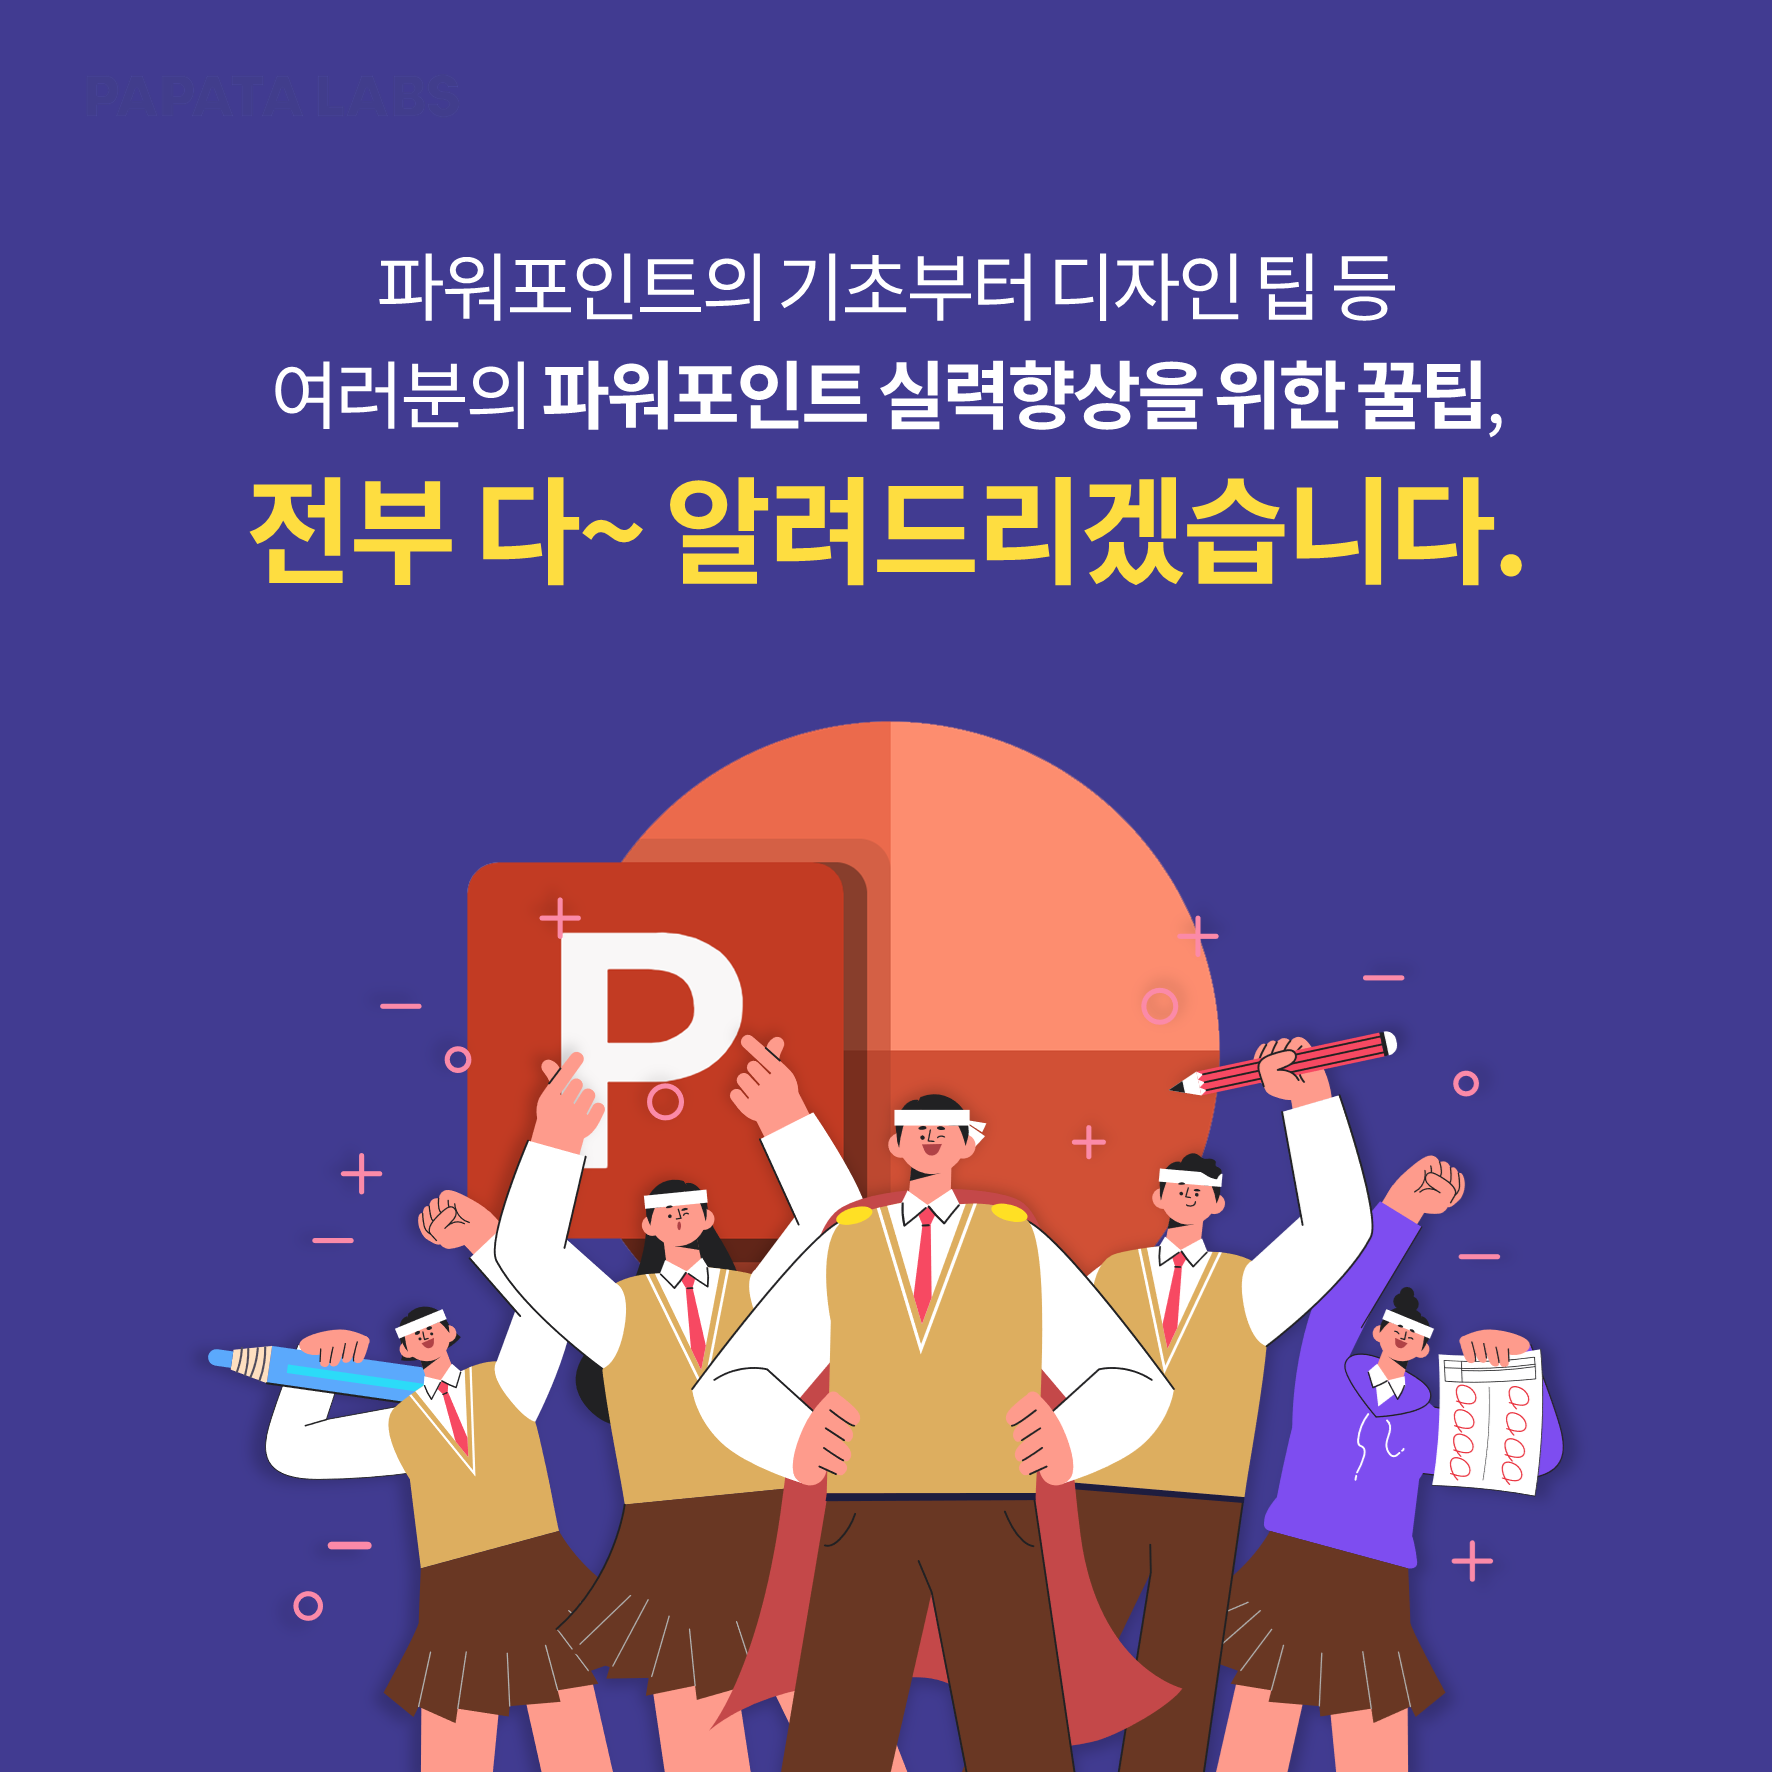 PAPATA LABS
파워포인트의 기초부터 디자인 팁 등
여러분의 파워포인트 실력향상을 위한 꿀팁,
전부 다~ 알려드리겠습니다.
P